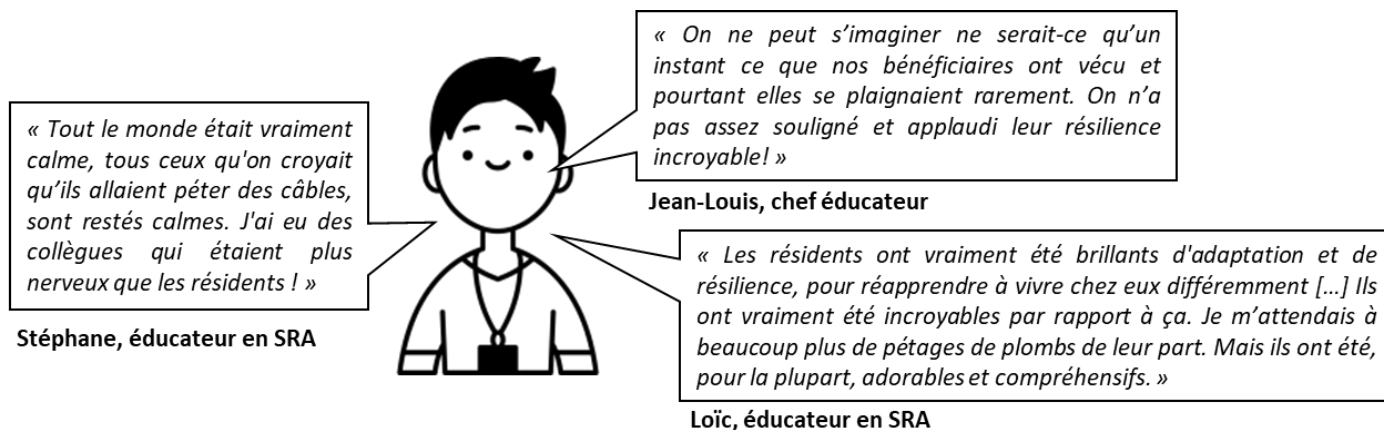 « Tout le monde était vraiment
calme, tous ceux qu'on croyait
qu’ils allaient péter des câbles,
sont restés calmes. J'ai eu des
collègues qui étaient plus
nerveux que les résidents ! »
Stéphane, éducateur en SRA
« On ne peut s’imaginer ne serait-ce qu’un
instant ce que nos bénéficiaires ont vécu et
pourtant elles se plaignaient rarement. On n’a
pas assez souligné et applaudi leur résilience
incroyable! »
Jean-Louis, chef éducateur
« Les résidents ont vraiment été brillants d'adaptation et de
résilience, pour réapprendre à vivre chez eux différemment […] Ils
ont vraiment été incroyables par rapport à ça. Je m’attendais à
beaucoup plus de pétages de plombs de leur part. Mais ils ont été,
pour la plupart, adorables et compréhensifs. »
Loïc, éducateur en SRA